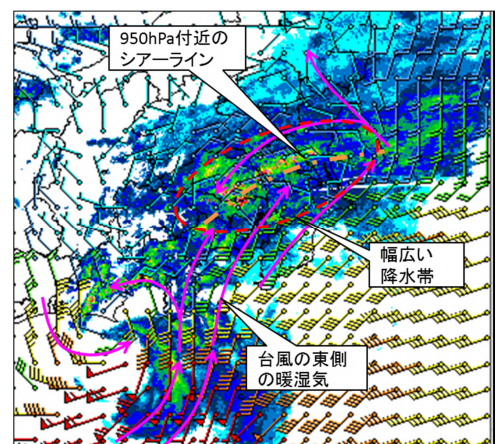 950hPa付近の
シアーライン
幅広い
降水帯
台風の東側
の暖湿気